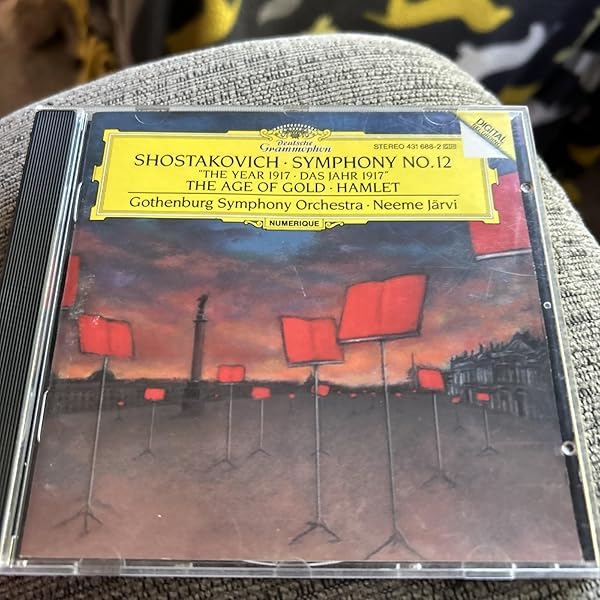 Deutsche
Grammophon
STEREO 431 688-2
DIGITAL
SHOSTAKOVICH · SYMPHONY NO. 12
"THE YEAR 1917 · DAS JAHR 1917"
THE AGE OF GOLD · HAMLET
Gothenburg Symphony Orchestra · Neeme Järvi
NUMERIQUE